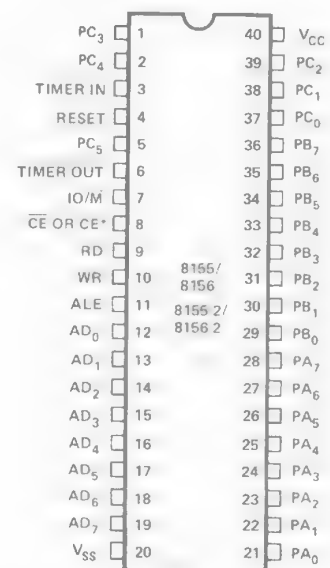 PC3 1 40 VCC
PC4 2 39 PC2
TIMER IN 3 38 PC1
RESET 4 37 PC0
PC5 5 36 PB7
TIMER OUT 6 35 PB6
IO/M 7 34 PB5
CE OR CE* 8 33 PB4
RD 9 32 PB3
WR 10 8155/ 31 PB2
8156
ALE 11 8155 2/ 30 PB1
AD0 12 8156 2 29 PB0
AD1 13 28 PA7
AD2 14 27 PA6
AD3 15 26 PA5
AD4 16 25 PA4
AD5 17 24 PA3
AD6 18 23 PA2
AD7 19 22 PA1
VSS 20 21 PA0